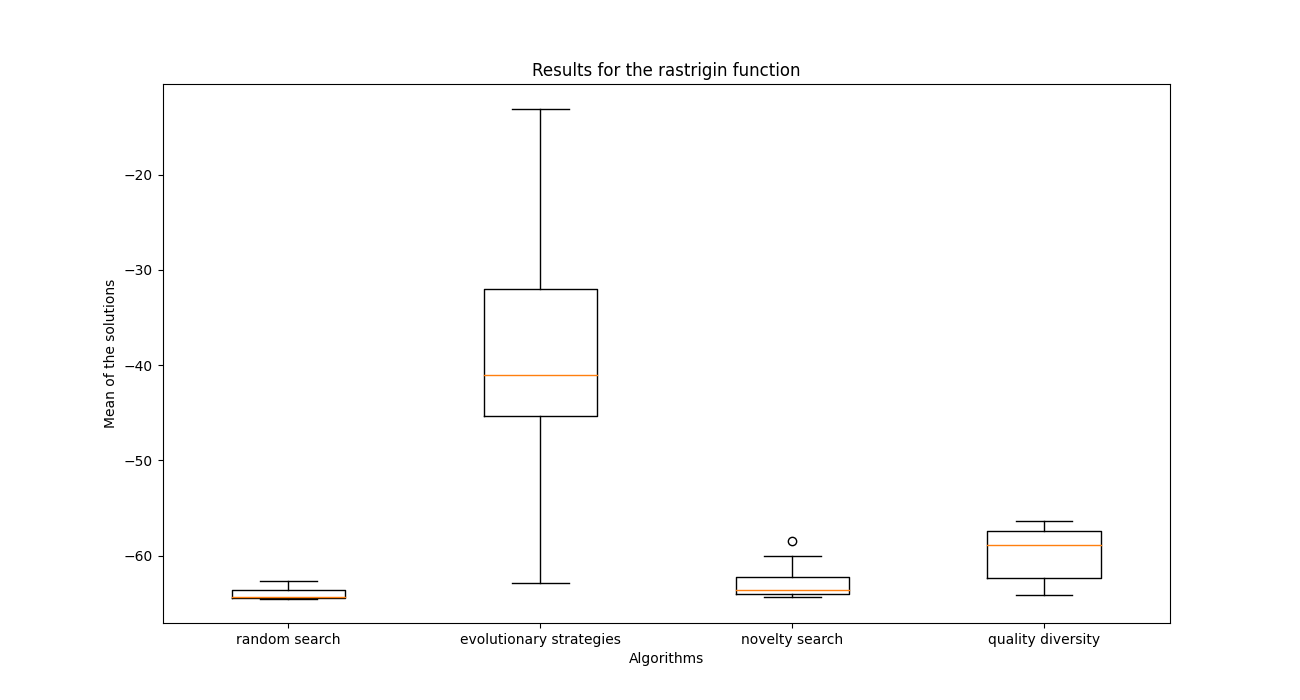 Results for the rastrigin function
Mean of the solutions
−20
−30
−40
−50
−60
random search
evolutionary strategies
novelty search
quality diversity
Algorithms